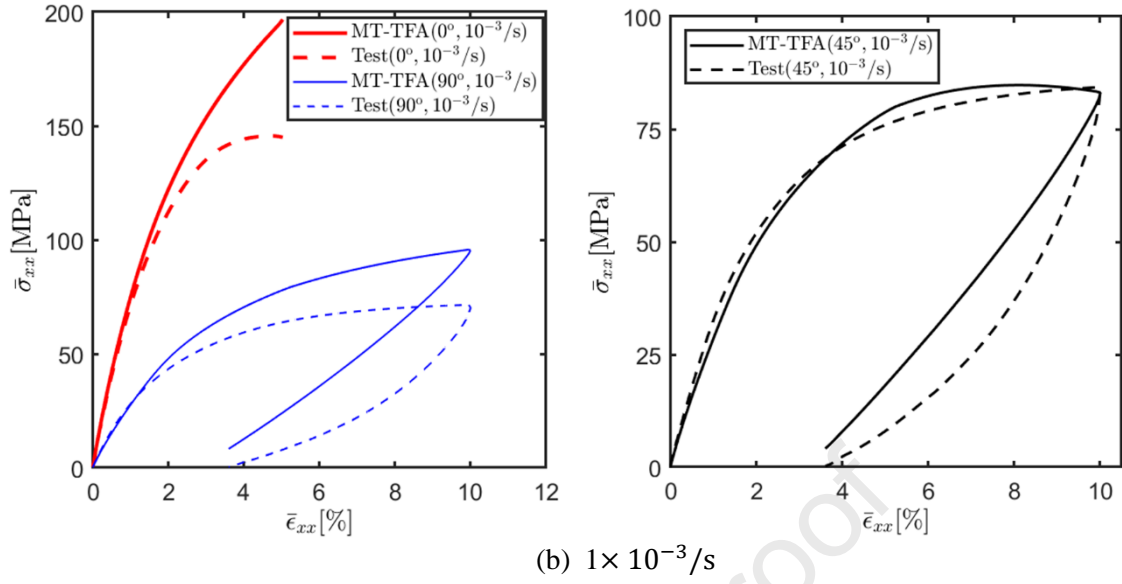 200
150
100
50
0
0 2 4 6 8 10 12
σ̄xx[MPa]
ε̄xx[%]
MT-TFA(0°, 10⁻³/s)
Test(0°, 10⁻³/s)
MT-TFA(90°, 10⁻³/s)
Test(90°, 10⁻³/s)
100
75
50
25
0
0 2 4 6 8 10
σ̄xx[MPa]
ε̄xx[%]
MT-TFA(45°, 10⁻³/s)
Test(45°, 10⁻³/s)
roof
(b) 1× 10⁻³/s